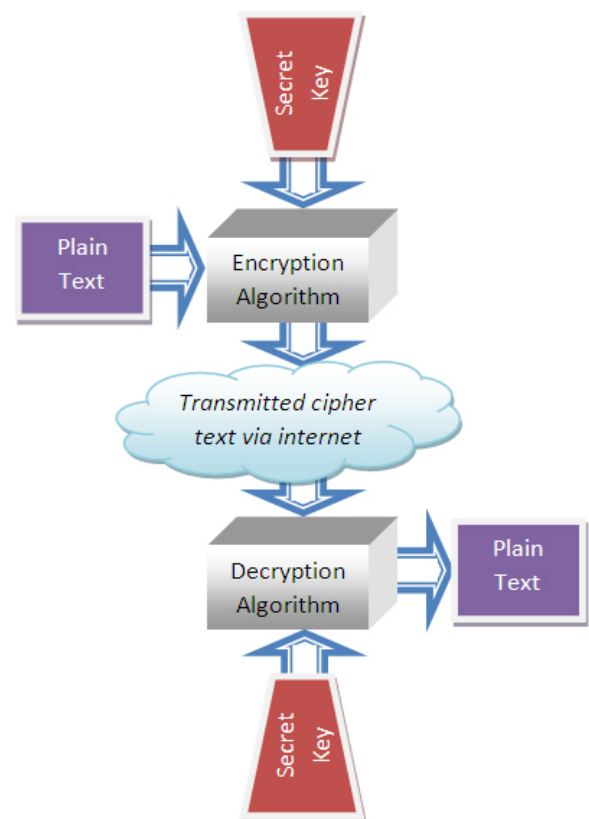 Secret
Key
Plain
Text
Encryption
Algorithm
Transmitted cipher
text via internet
Decryption
Algorithm
Plain
Text
Secret
Key